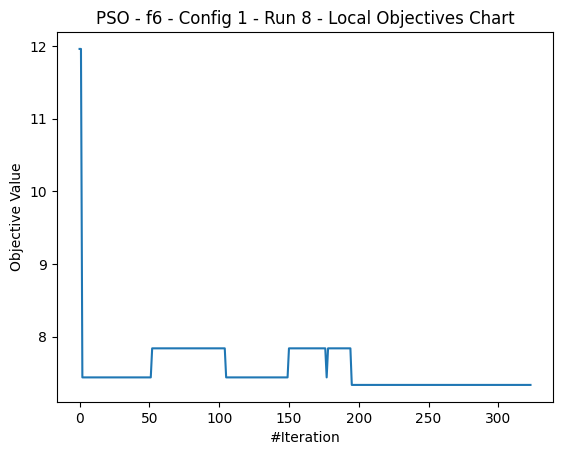 PSO - f6 - Config 1 - Run 8 - Local Objectives Chart
12
11
10
9
8
Objective Value
0 50 100 150 200 250 300
#Iteration